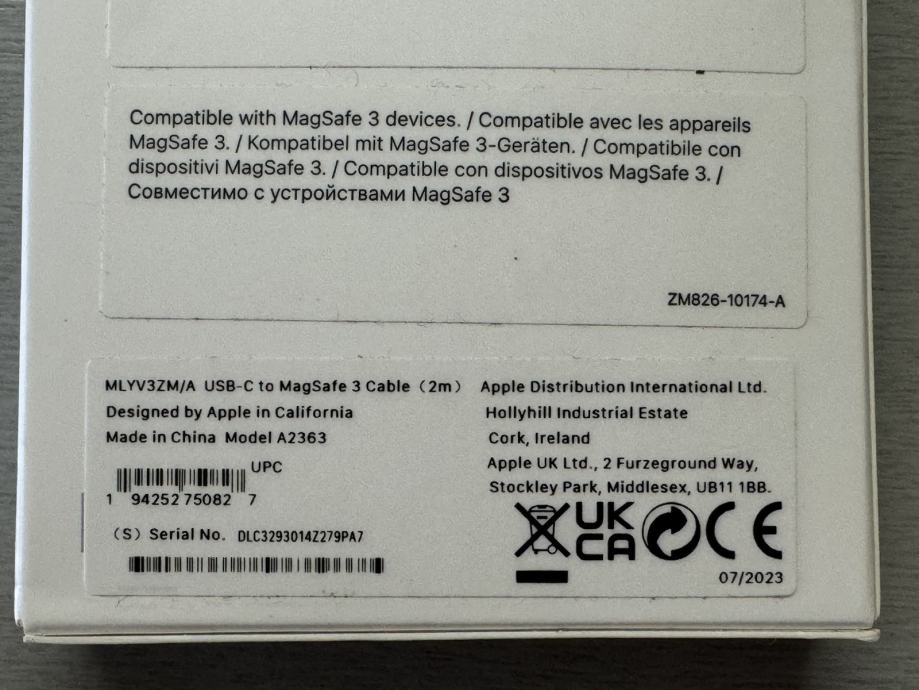 Compatible with MagSafe 3 devices. / Compatible avec les appareils
MagSafe 3. / Kompatibel mit MagSafe 3-Geräten. / Compatibile con
dispositivi MagSafe 3. / Compatible con dispositivos MagSafe 3. /
Совместимо с устройствами MagSafe 3
ZM826-10174-A
MLYV3ZM/A USB-C to MagSafe 3 Cable (2m)
Designed by Apple in California
Made in China Model A2363
UPC
1 94252 75082 7
(S) Serial No. DLC3293014Z279PA7
Apple Distribution International Ltd.
Hollyhill Industrial Estate
Cork, Ireland
Apple UK Ltd., 2 Furzeground Way,
Stockley Park, Middlesex, UB11 1BB.
UK
CA
CE
07/2023